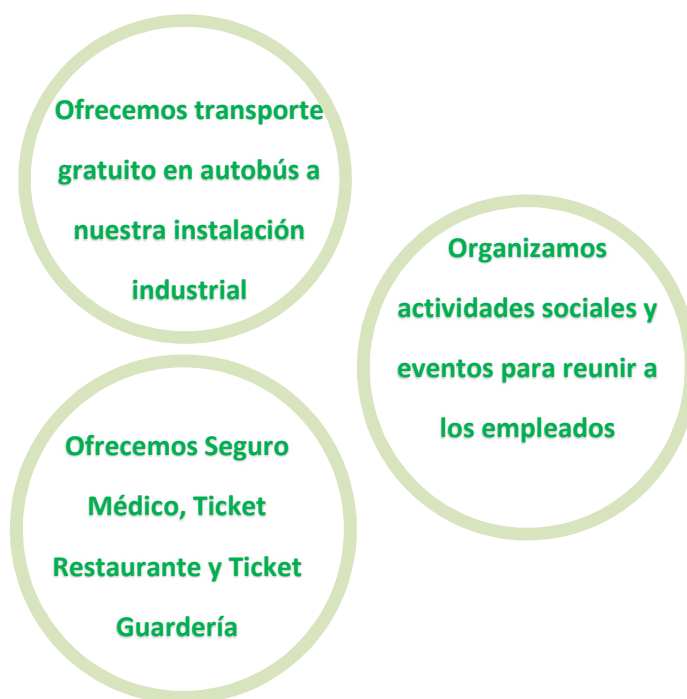 Ofrecemos transporte
gratuito en autobús a
nuestra instalación
industrial
Organizamos
actividades sociales y
eventos para reunir a
los empleados
Ofrecemos Seguro
Médico, Ticket
Restaurante y Ticket
Guardería